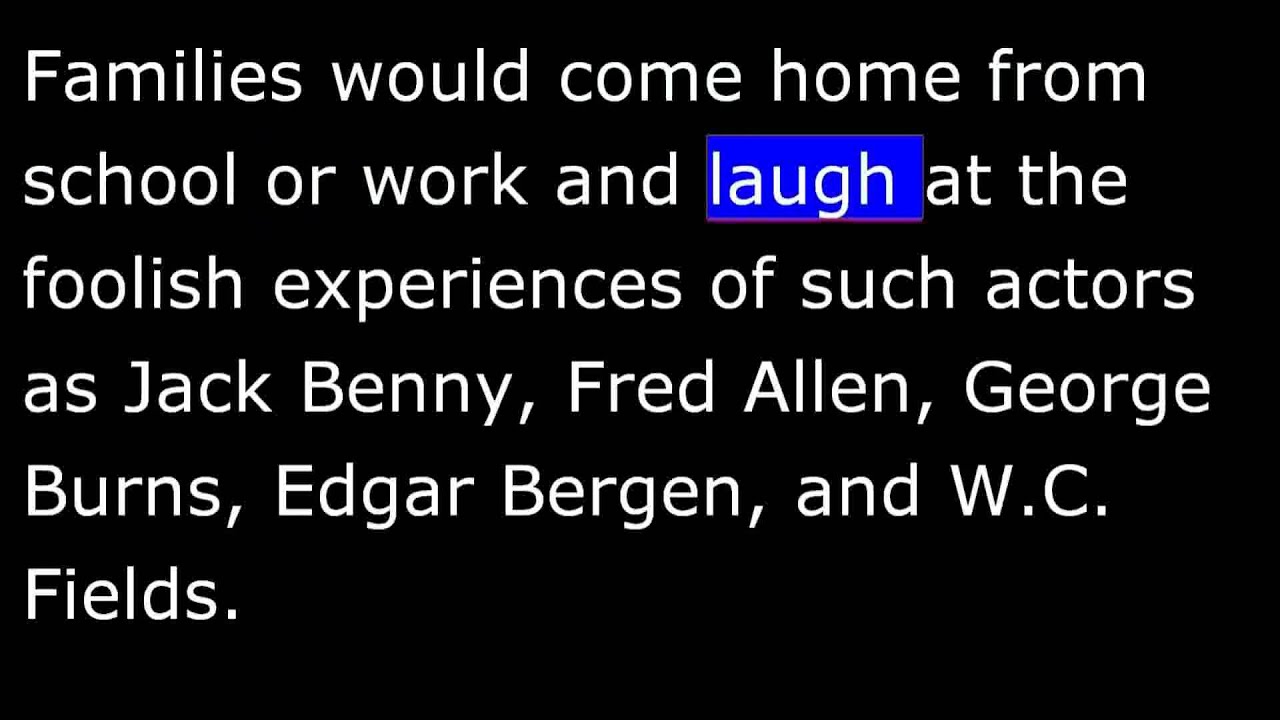 Families would come home from
school or work and laugh at the
foolish experiences of such actors
as Jack Benny, Fred Allen, George
Burns, Edgar Bergen, and W.C.
Fields.